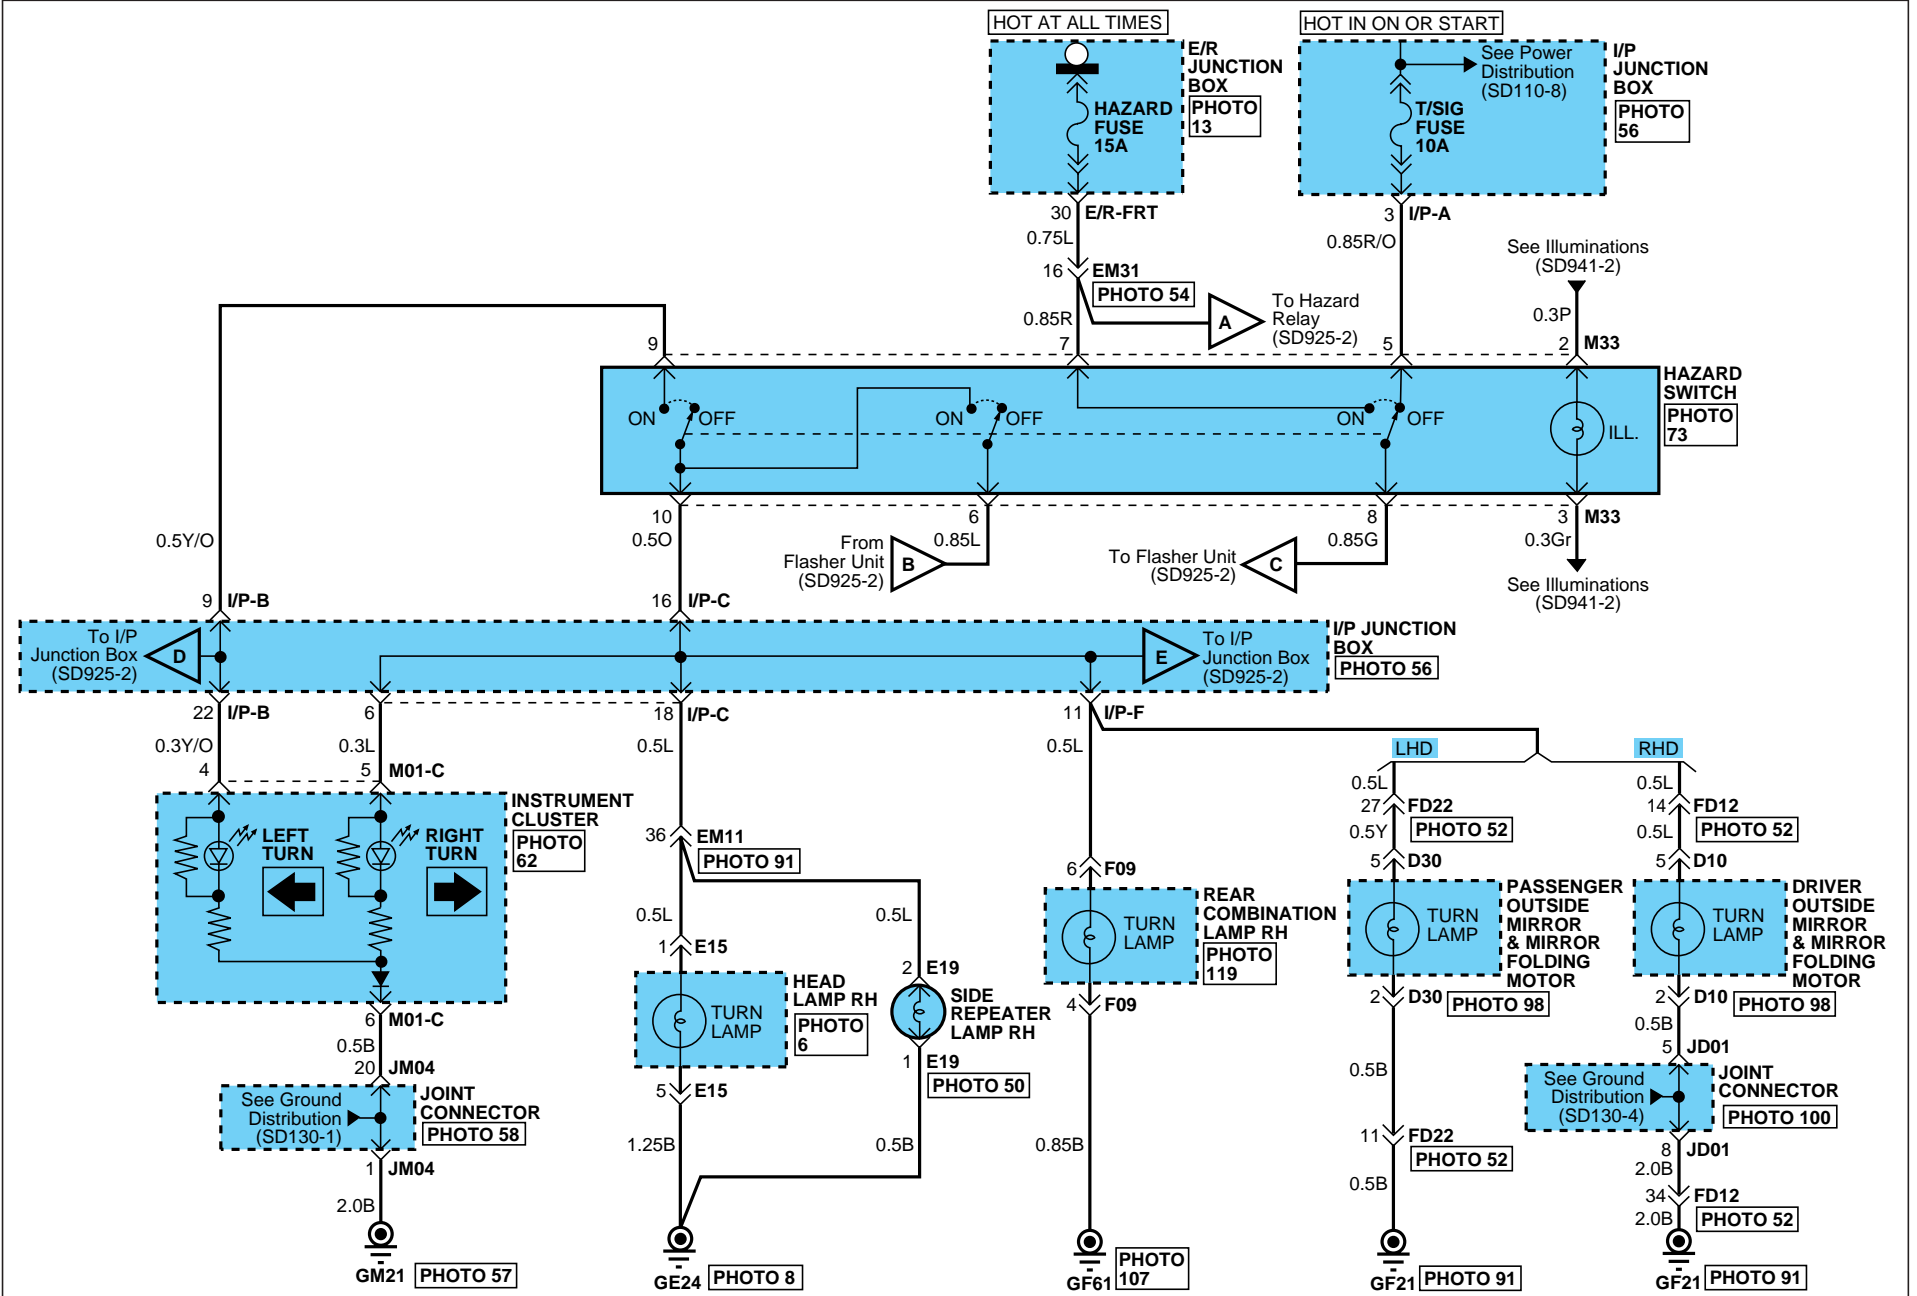 HOT AT ALL TIMES
HOT IN ON OR START
E/R
JUNCTION
BOX
PHOTO
13
HAZARD
FUSE
15A
See Power
Distribution
(SD110-8)
T/SIG
FUSE
10A
I/P
JUNCTION
BOX
PHOTO
56
30 E/R-FRT
0.75L
16 EM31
PHOTO 54
0.85R
A
To Hazard
Relay
(SD925-2)
3 I/P-A
0.85R/O
See Illuminations
(SD941-2)
0.3P
9
7
5
2 M33
HAZARD
SWITCH
PHOTO
73
ON OFF
ON OFF
ON OFF
ILL.
10
0.5O
6
0.85L
From
Flasher Unit
(SD925-2)
B
8
0.85G
To Flasher Unit
(SD925-2)
C
3 M33
0.3Gr
See Illuminations
(SD941-2)
0.5Y/O
9 I/P-B
16 I/P-C
To I/P
Junction Box
(SD925-2)
D
E
To I/P
Junction Box
(SD925-2)
I/P JUNCTION
BOX
PHOTO 56
22 I/P-B
6
18 I/P-C
11 I/P-F
0.3Y/O
0.3L
0.5L
0.5L
LHD
RHD
4
5 M01-C
INSTRUMENT
CLUSTER
PHOTO
62
LEFT
TURN
RIGHT
TURN
6 M01-C
0.5B
20 JM04
See Ground
Distribution
(SD130-1)
JOINT
CONNECTOR
PHOTO 58
1 JM04
2.0B
GM21
PHOTO 57
36 EM11
PHOTO 91
0.5L
0.5L
1 E15
TURN
LAMP
HEAD
LAMP RH
PHOTO
6
5 E15
1.25B
2 E19
SIDE
REPEATER
LAMP RH
1 E19
PHOTO 50
0.5B
GE24
PHOTO 8
6 F09
TURN
LAMP
REAR
COMBINATION
LAMP RH
PHOTO
119
4 F09
0.85B
GF61
PHOTO
107
0.5L
27 FD22
PHOTO 52
0.5Y
5 D30
TURN
LAMP
PASSENGER
OUTSIDE
MIRROR
& MIRROR
FOLDING
MOTOR
2 D30
PHOTO 98
0.5B
11 FD22
PHOTO 52
0.5B
GF21
PHOTO 91
0.5L
14 FD12
PHOTO 52
0.5L
5 D10
TURN
LAMP
DRIVER
OUTSIDE
MIRROR
& MIRROR
FOLDING
MOTOR
2 D10
PHOTO 98
0.5B
5 JD01
See Ground
Distribution
(SD130-4)
JOINT
CONNECTOR
PHOTO 100
8 JD01
2.0B
34 FD12
PHOTO 52
2.0B
GF21
PHOTO 91